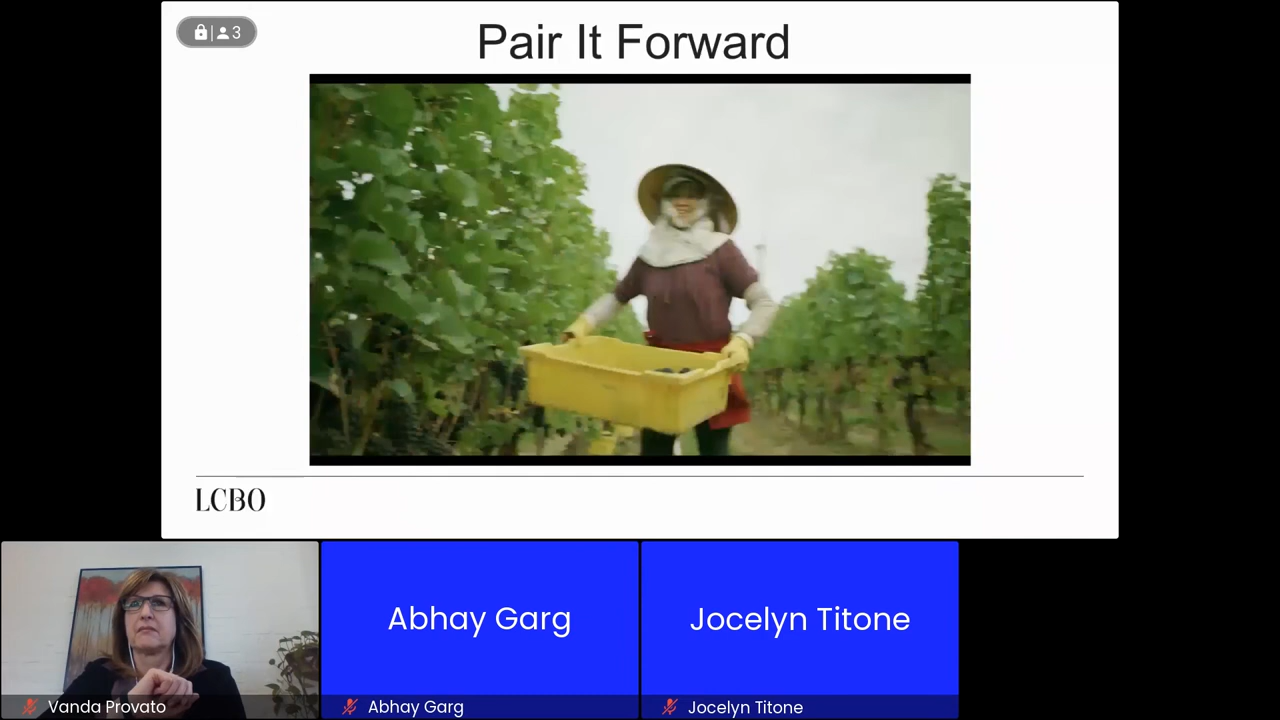 3
Pair It Forward
LCBO
Abhay Garg
Jocelyn Titone
Vanda Provato
Abhay Garg
Jocelyn Titone